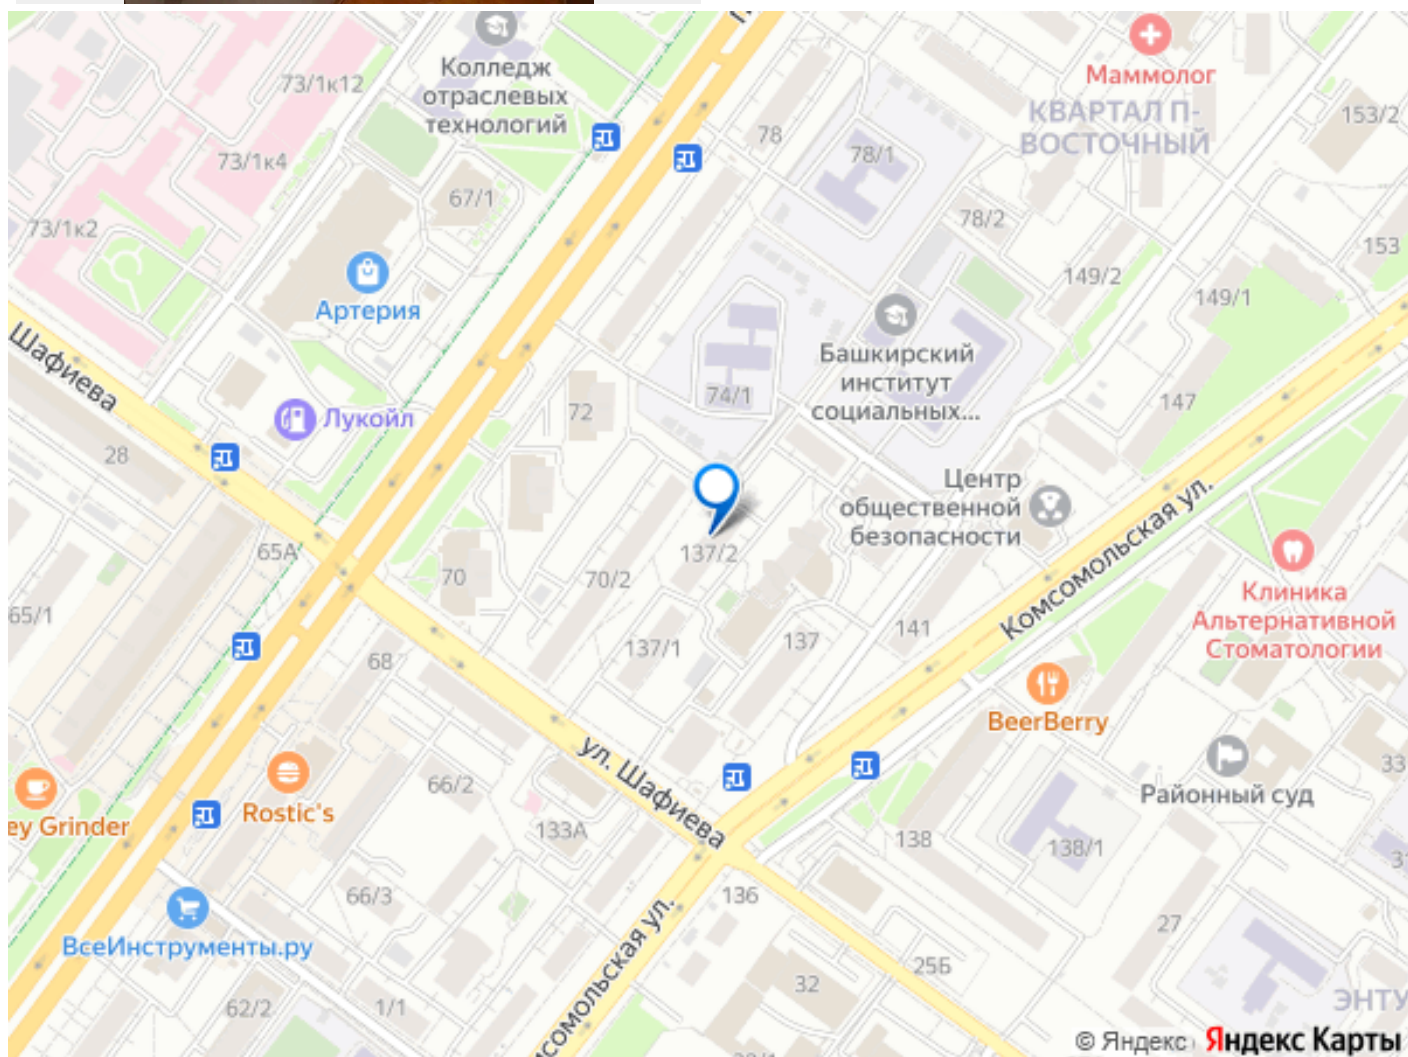 73/1к12
Колледж
отраслевых
технологий
Маммолог
КВАРТАЛ П-
ВОСТОЧНЫЙ
153/2
78
78/1
73/1к4
67/1
78/2
73/1к2
153
149/2
149/1
Артерия
Шафиева
Башкирский
институт
социальных...
74/1
72
147
Лукойл
28
Центр
общественной
безопасности
Комсомольская ул.
65А
137/2
70
70/2
Клиника
Альтернативной
Стоматологии
65/1
141
137/1
137
68
BeerBerry
ул. Шафиева
66/2
33
Районный суд
Rostic's
ey Grinder
133А
138
138/1
31
66/3
136
Комсомольская ул.
27
ВсеИнструменты.ру
25Б
32
62/2
1/1
ЭНТУ
© Яндекс Яндекс Карты